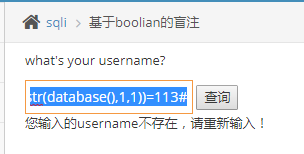 sqli > 基于boolian的盲注
what's your username?
tr(database(),1,1))=113# 查询
您输入的username不存在，请重新输入！